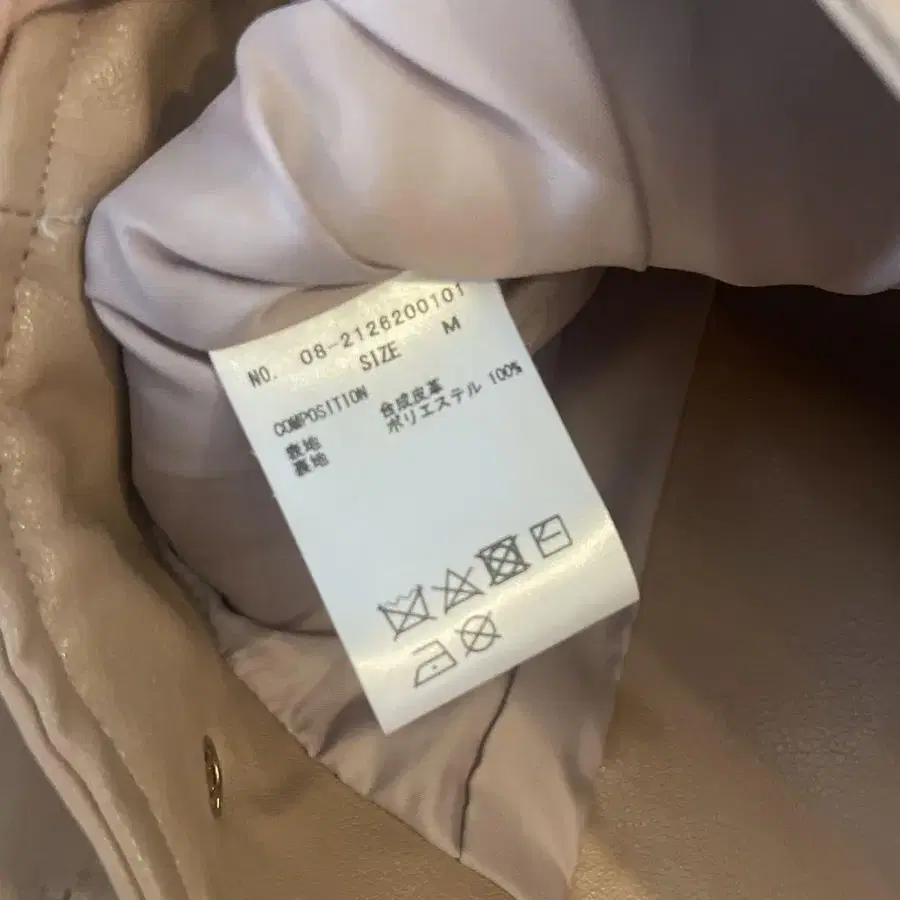 NO. 08-2126200101
SIZE M
COMPOSITION
表地 合成皮革
裏地 ポリエステル 100%